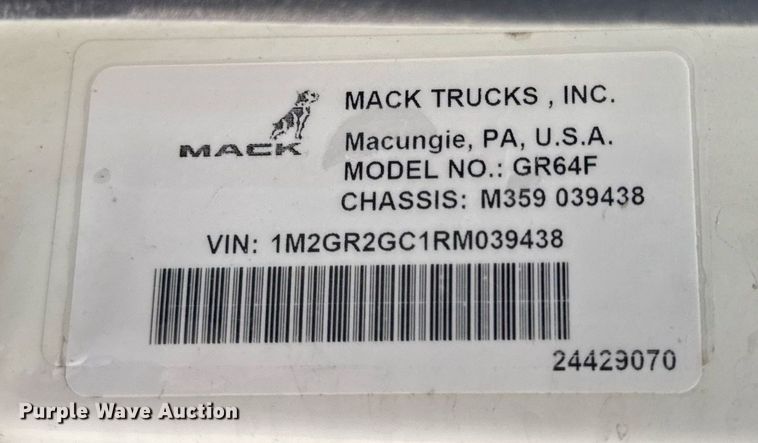 MACK
MACK TRUCKS , INC.
Macungie, PA, U.S.A.
MODEL NO.: GR64F
CHASSIS: M359 039438
VIN: 1M2GR2GC1RM039438
24429070
Purple Wave Auction